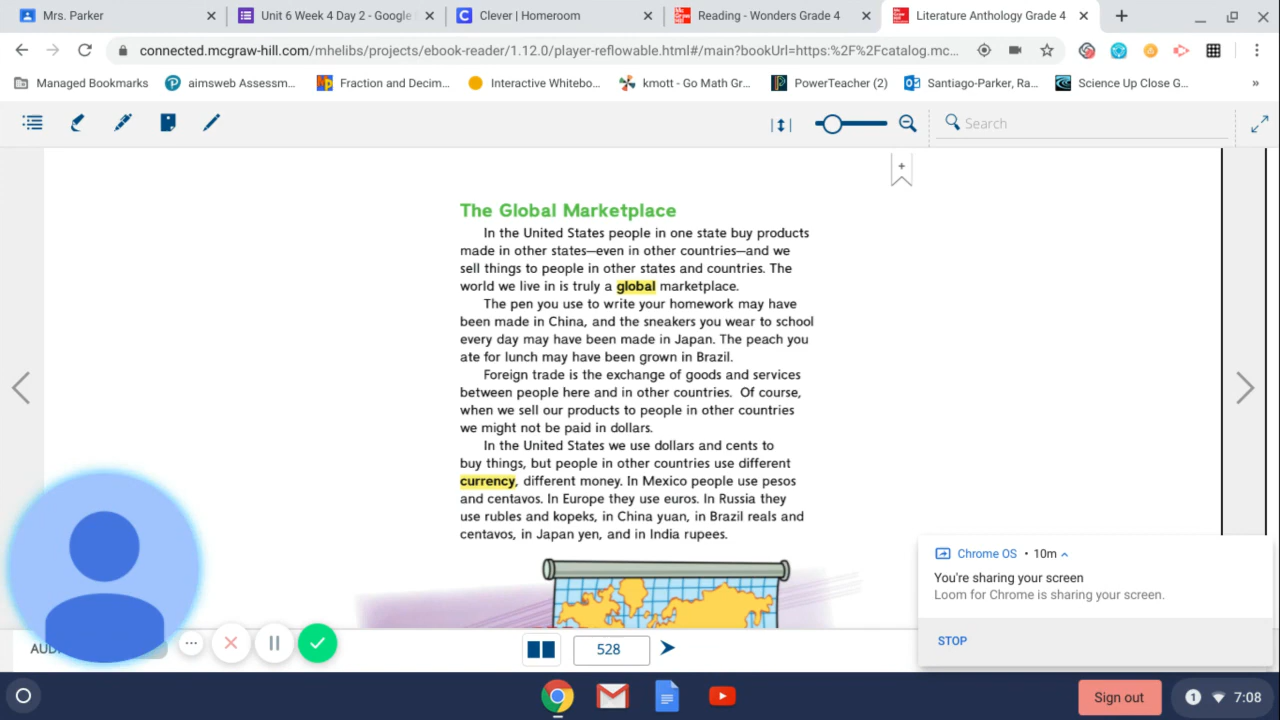 Mrs. Parker
Unit 6 Week 4 Day 2 - Google
Clever | Homeroom
Reading - Wonders Grade 4
Literature Anthology Grade 4
connected.mcgraw-hill.com/mhelibs/projects/ebook-reader/1.12.0/player-reflowable.html#/main?bookUrl=https:%2F%2Fcatalog.mc...
Managed Bookmarks
aimsweb Assessm...
Fraction and Decim...
Interactive Whitebo...
kmott - Go Math Gr...
PowerTeacher (2)
Santiago-Parker, Ra...
Science Up Close G...
»
Search
The Global Marketplace
In the United States people in one state buy products
made in other states—even in other countries—and we
sell things to people in other states and countries. The
world we live in is truly a global marketplace.
The pen you use to write your homework may have
been made in China, and the sneakers you wear to school
every day may have been made in Japan. The peach you
ate for lunch may have been grown in Brazil.
Foreign trade is the exchange of goods and services
between people here and in other countries. Of course,
when we sell our products to people in other countries
we might not be paid in dollars.
In the United States we use dollars and cents to
buy things, but people in other countries use different
currency, different money. In Mexico people use pesos
and centavos. In Europe they use euros. In Russia they
use rubles and kopeks, in China yuan, in Brazil reals and
centavos, in Japan yen, and in India rupees.
Chrome OS • 10m
You're sharing your screen
Loom for Chrome is sharing your screen.
STOP
528
Sign out
1
7:08